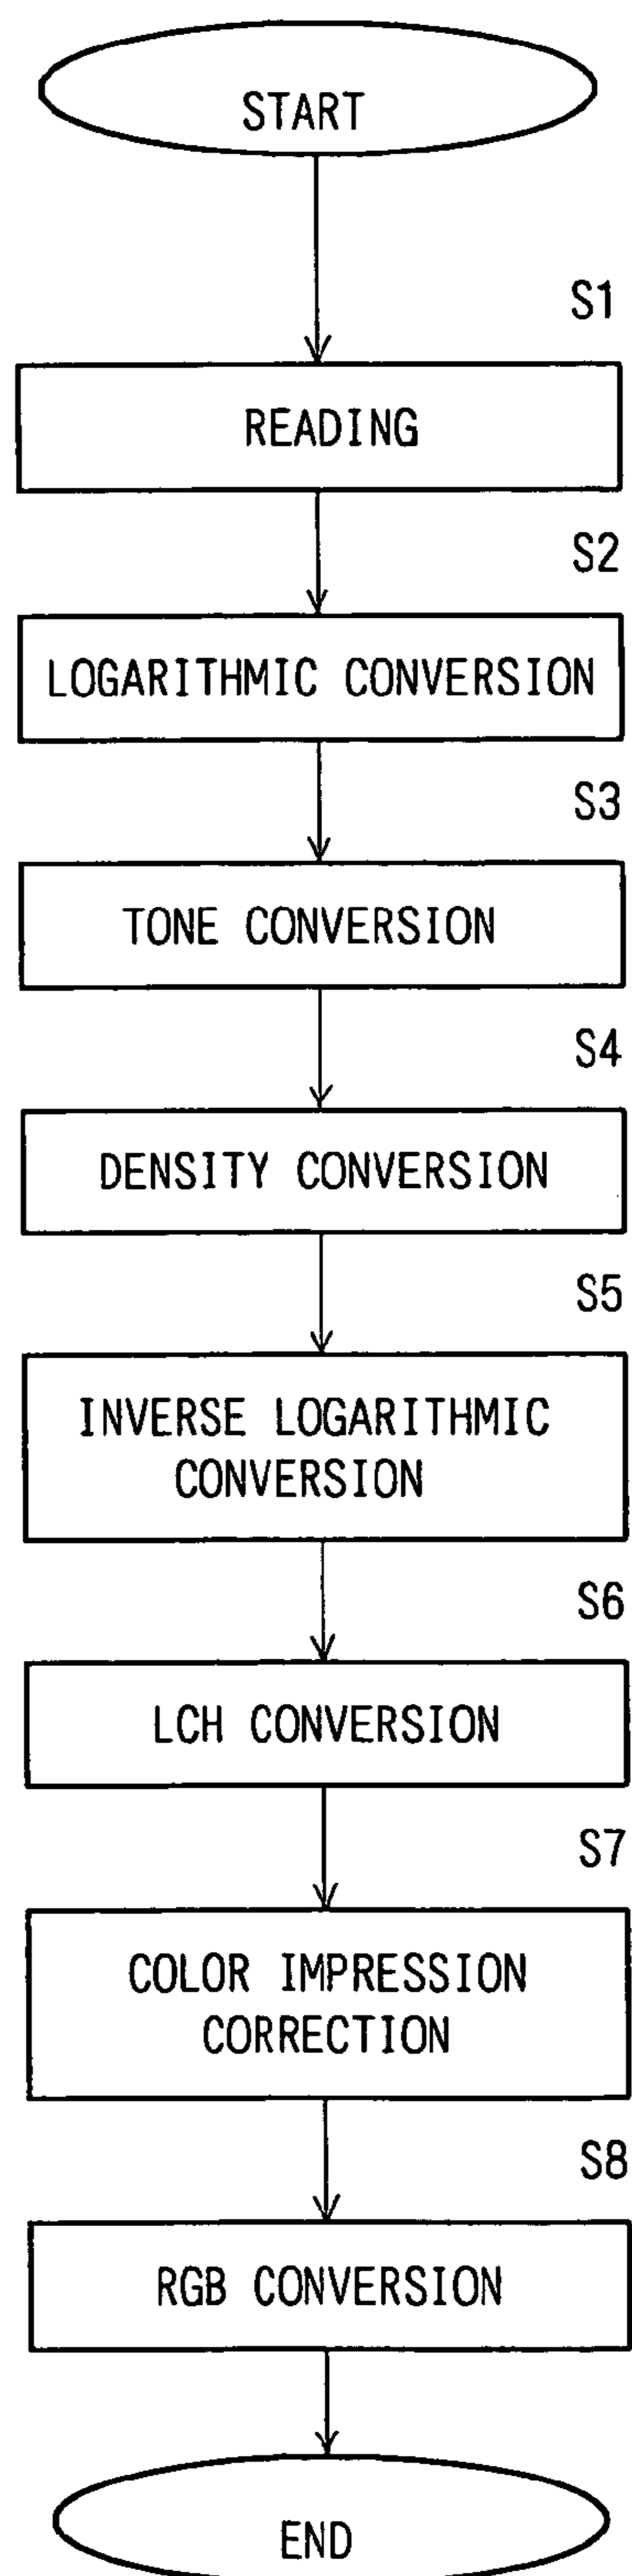 START
S1
READING
S2
LOGARITHMIC CONVERSION
S3
TONE CONVERSION
S4
DENSITY CONVERSION
S5
INVERSE LOGARITHMIC
CONVERSION
S6
LCH CONVERSION
S7
COLOR IMPRESSION
CORRECTION
S8
RGB CONVERSION
END